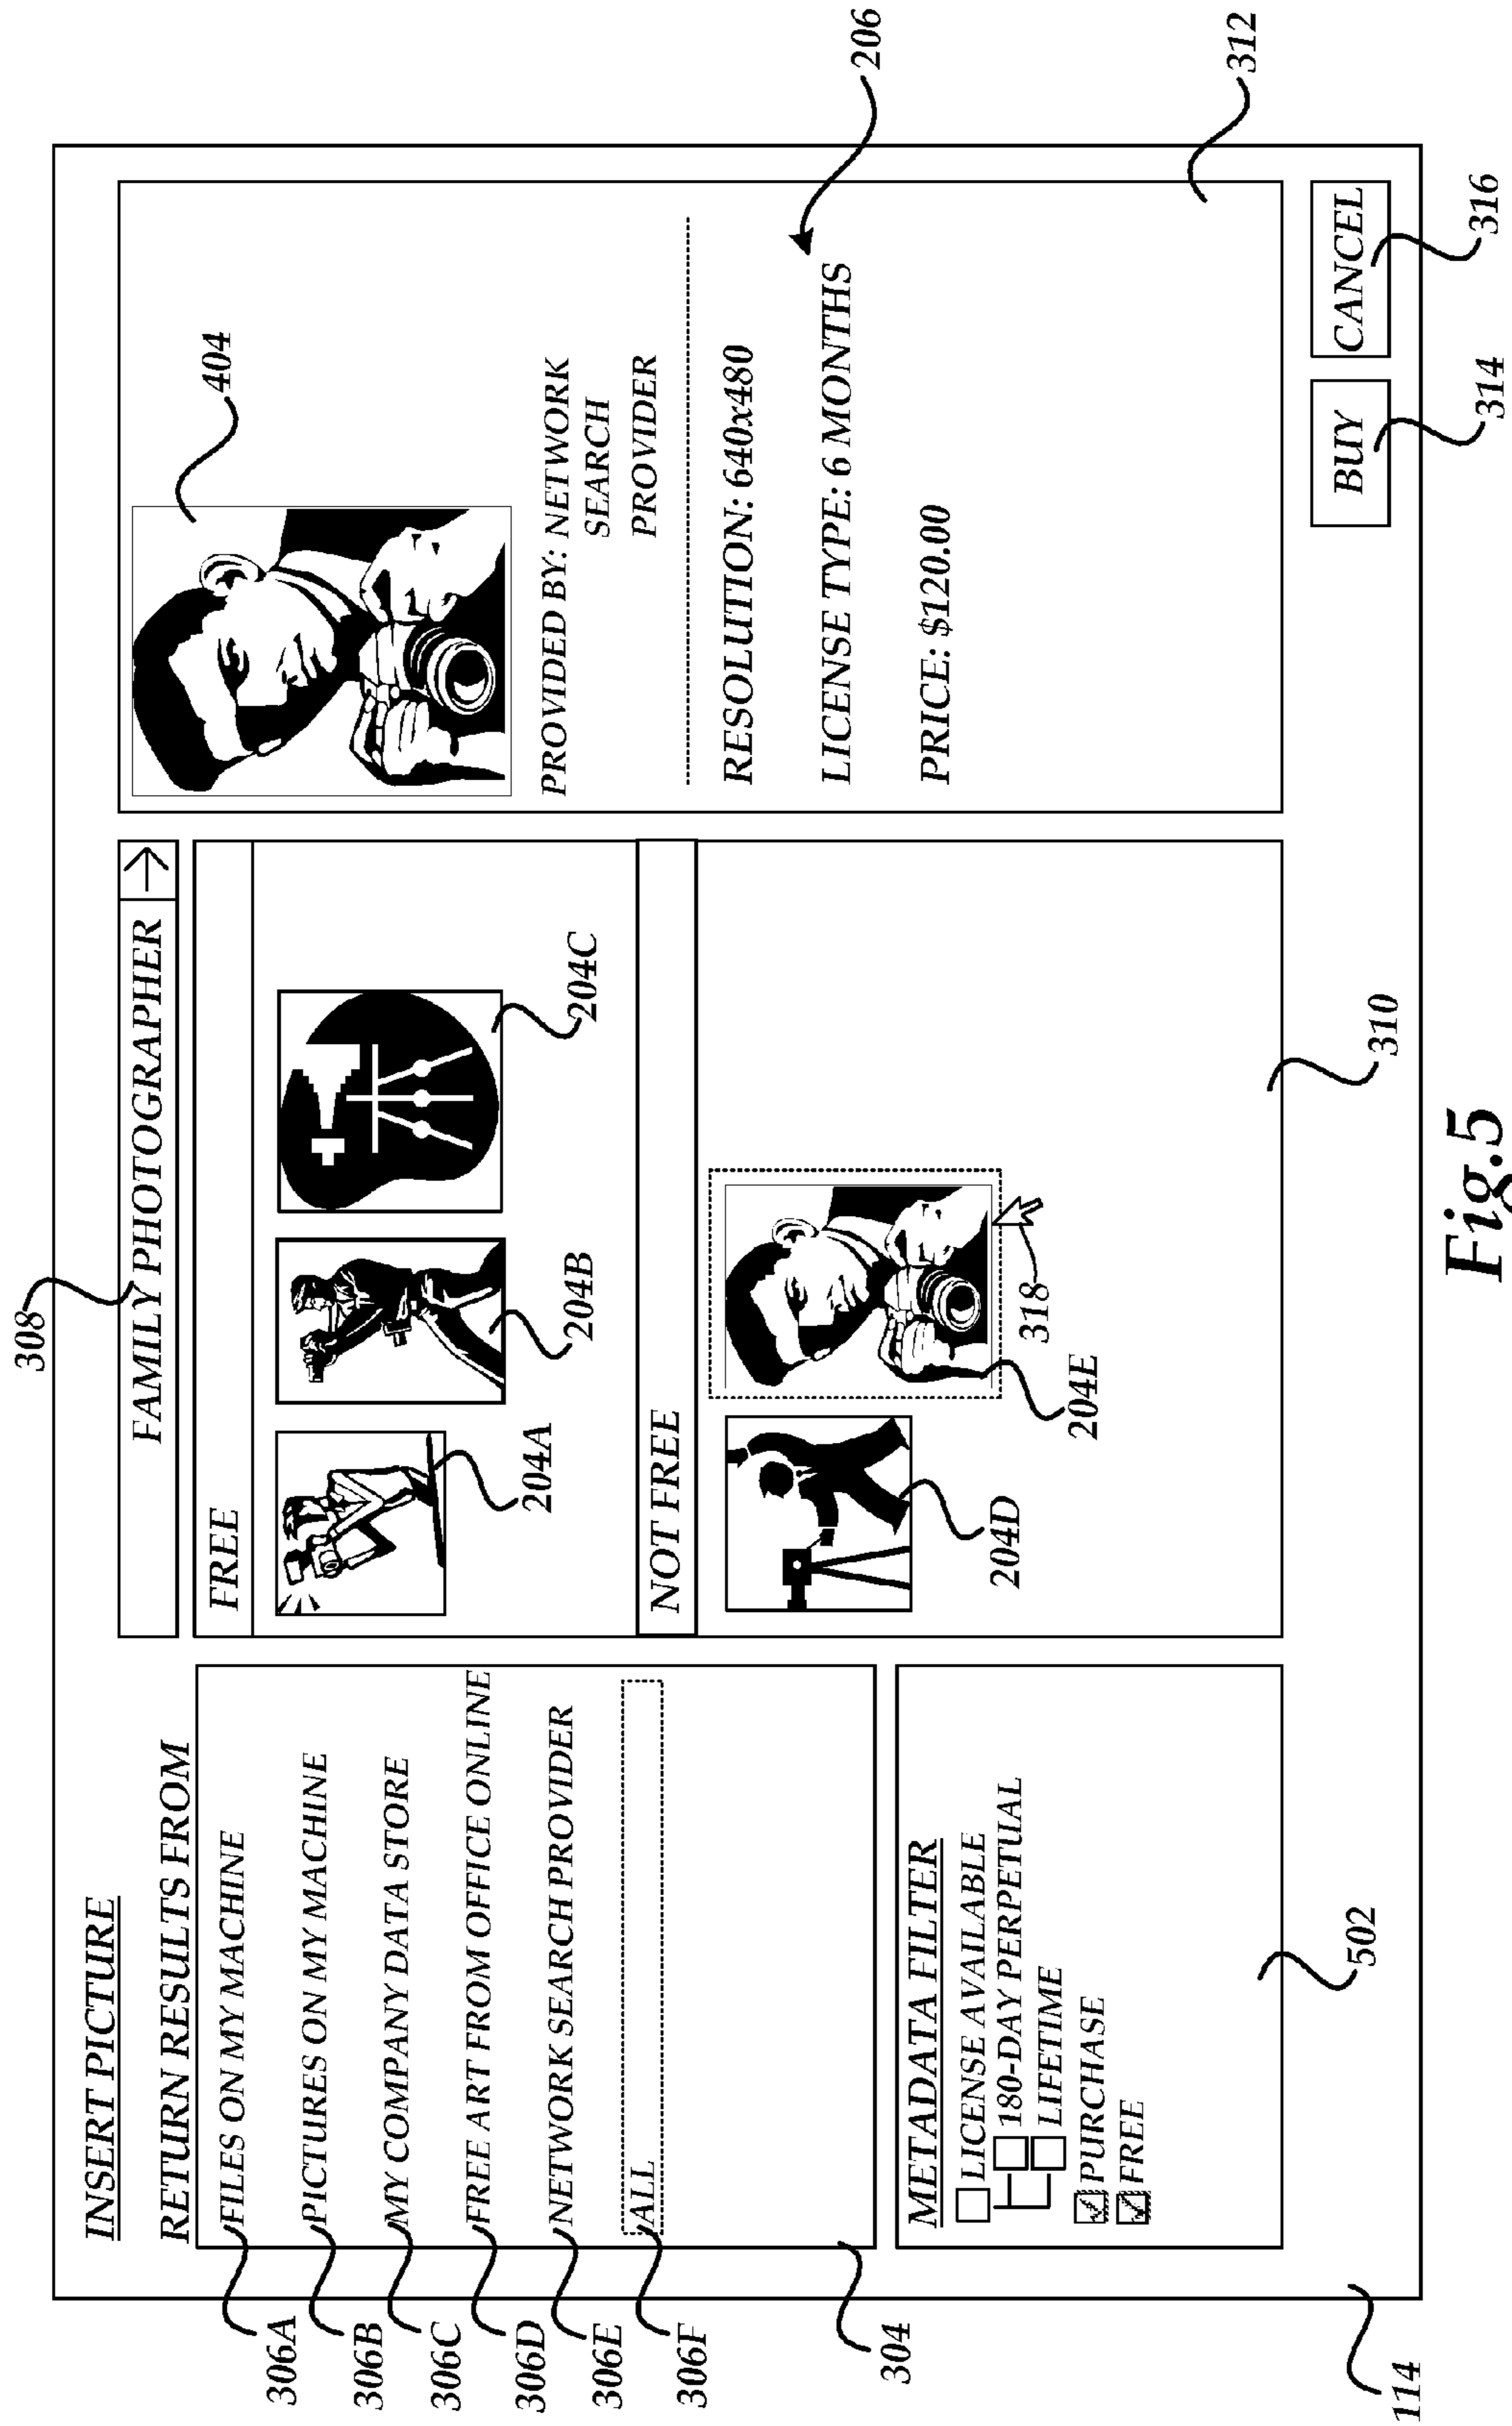 308
INSERT PICTURE
RETURN RESULTS FROM
306A
FILES ON MY MACHINE
306B
PICTURES ON MY MACHINE
306C
MY COMPANY DATA STORE
306D
FREE ART FROM OFFICE ONLINE
306E
NETWORK SEARCH PROVIDER
306F
ALL
304
METADATA FILTER
LICENSE AVAILABLE
180-DAY PERPETUAL
LIFETIME
PURCHASE
FREE
502
114
FAMILY PHOTOGRAPHER
FREE
204A
204B
204C
NOT FREE
204D
204E
318
310
404
PROVIDED BY: NETWORK
SEARCH
PROVIDER
RESOLUTION: 640x480
206
LICENSE TYPE: 6 MONTHS
PRICE: $120.00
312
BUY
CANCEL
314
316
Fig.5